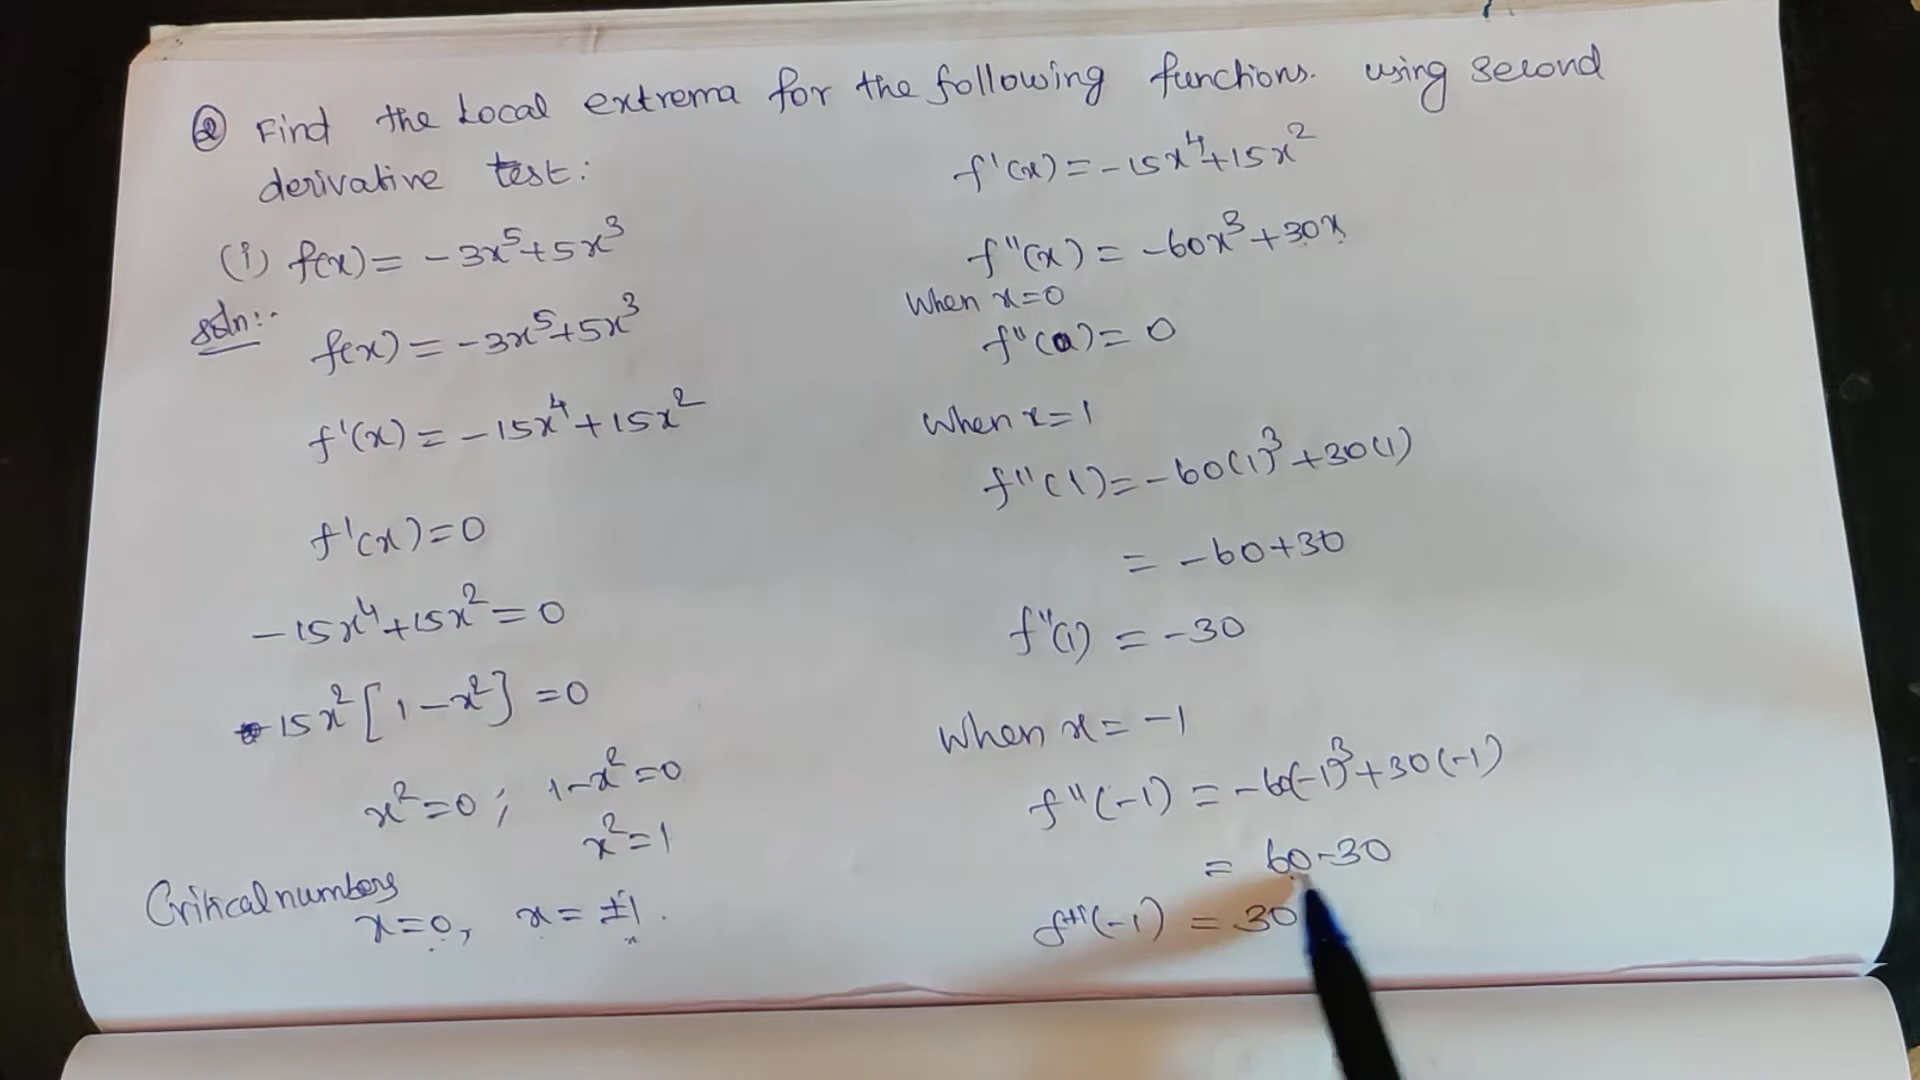 ② Find the Local extrema for the following functions. using second
derivative test:
(i) f(x) = -3x⁵+5x³
Soln:-
f(x) = -3x⁵+5x³
f'(x) = -15x⁴+15x²
f'(x)=0
-15x⁴+15x²=0
15x²[1-x²]=0
x²=0; 1-x²=0
x²=1
Critical numbers
x=0, x=±1.
f'(x)=-15x⁴+15x²
f''(x) = -60x³+30x
When x=0
f''(0)=0
When x=1
f''(1)=-60(1)³+30(1)
= -60+30
f''(1) = -30
When x=-1
f''(-1) = -60(-1)³+30(-1)
= 60-30
f''(-1) = 30